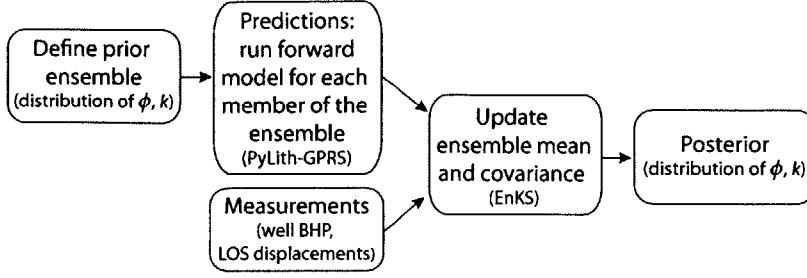 Define prior
ensemble
(distribution of ϕ, k)
Predictions:
run forward
model for each
member of the
ensemble
(PyLith-GPRS)
Measurements
(well BHP,
LOS displacements)
Update
ensemble mean
and covariance
(EnKS)
Posterior
(distribution of ϕ, k)